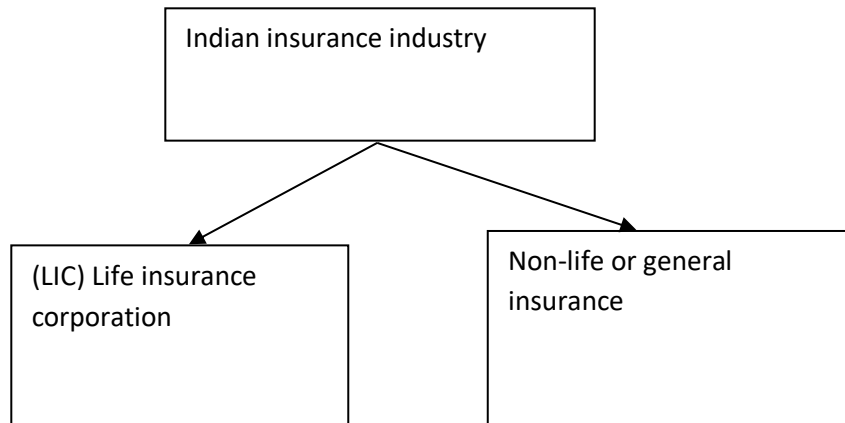 Indian insurance industry
(LIC) Life insurance
corporation
Non-life or general
insurance